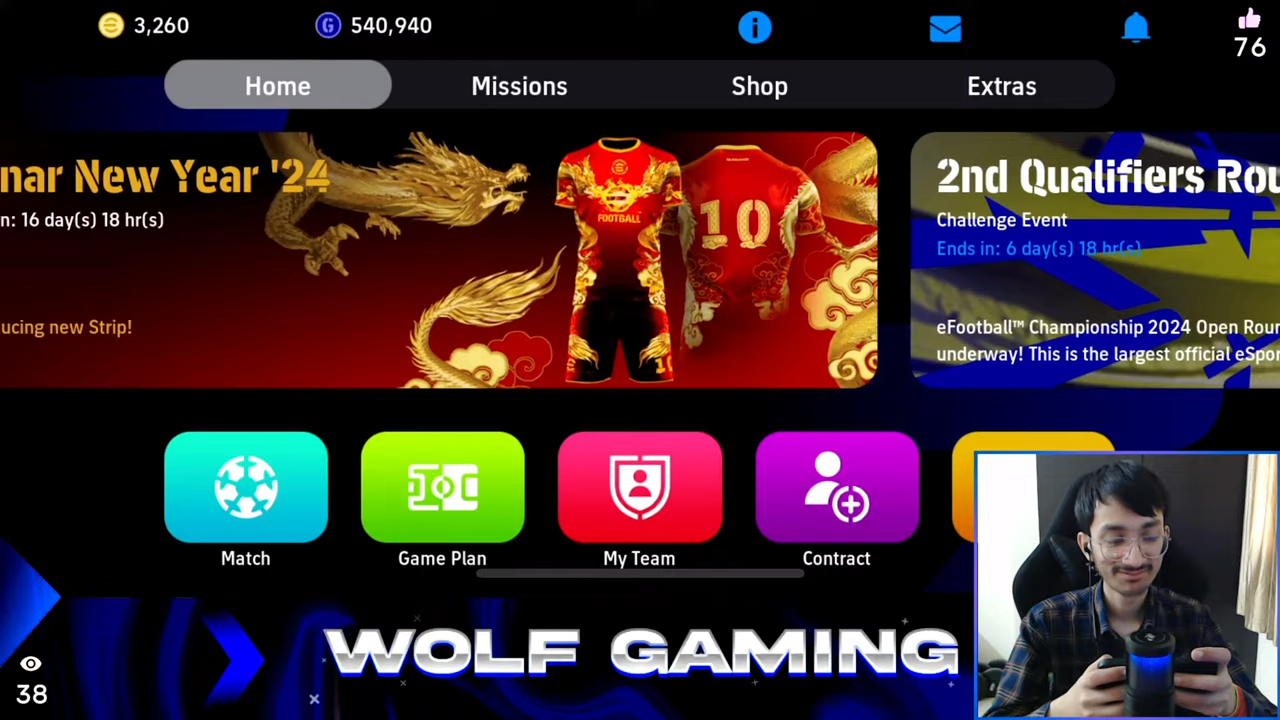 3,260
540,940
76
Home
Missions
Shop
Extras
nar New Year '24
n: 16 day(s) 18 hr(s)
ucing new Strip!
FOOTBALL
10
2nd Qualifiers Rou
Challenge Event
Ends in: 6 day(s) 18 hr(s)
eFootball™ Championship 2024 Open Roun
underway! This is the largest official eSpor
Match
Game Plan
My Team
Contract
WOLF GAMING
38